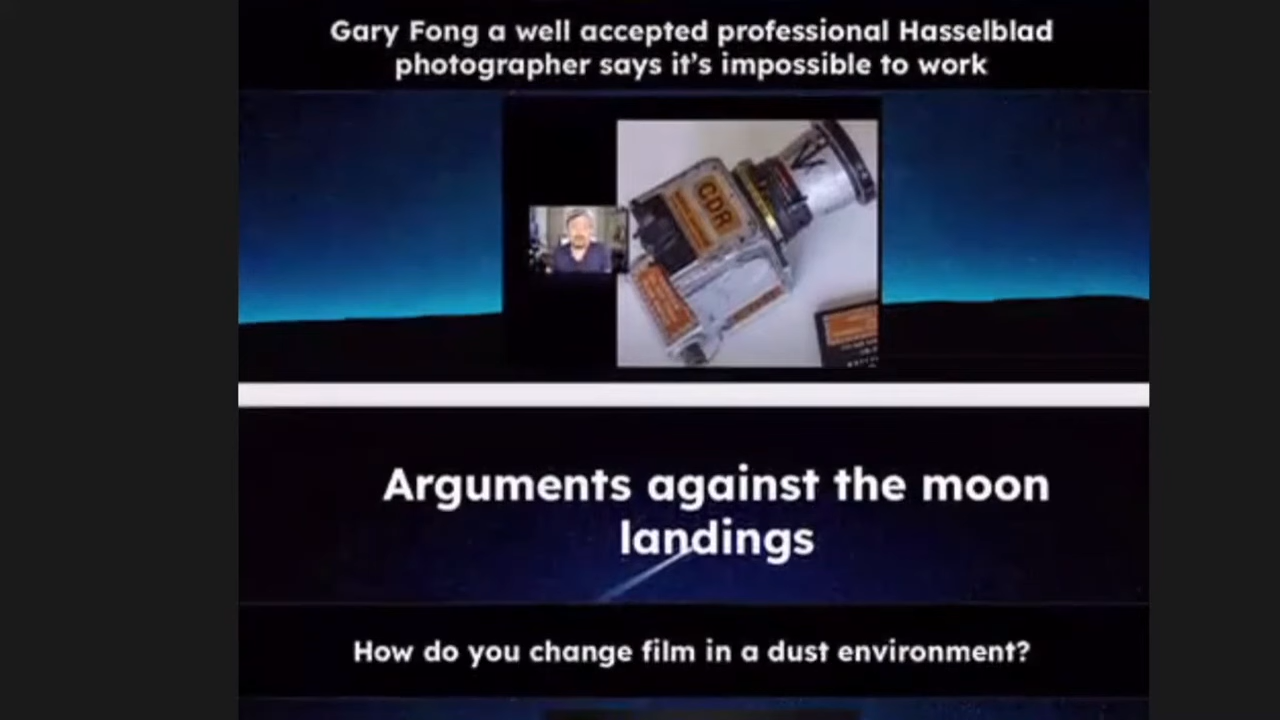 Gary Fong a well accepted professional Hasselblad
photographer says it's impossible to work
CDR
Arguments against the moon
landings
How do you change film in a dust environment?